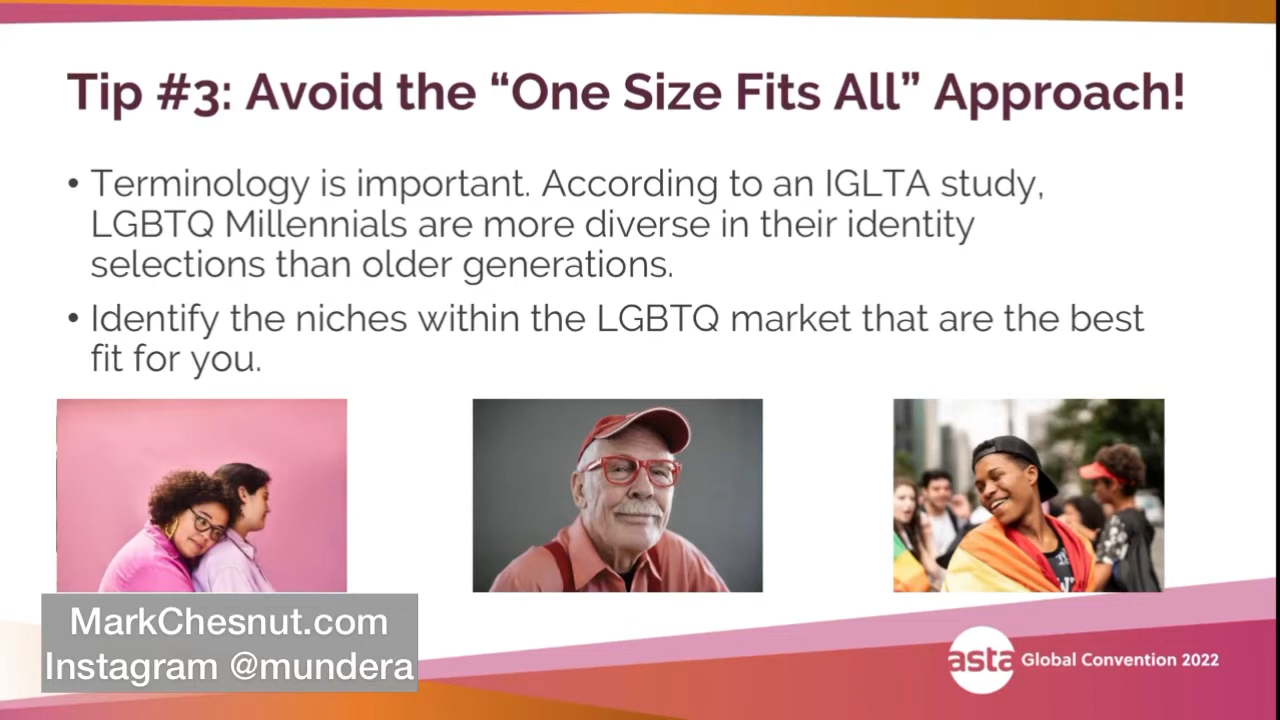 Tip #3: Avoid the “One Size Fits All” Approach!
• Terminology is important. According to an IGLTA study,
LGBTQ Millennials are more diverse in their identity
selections than older generations.
• Identify the niches within the LGBTQ market that are the best
fit for you.
MarkChesnut.com
Instagram @mundera
asta Global Convention 2022